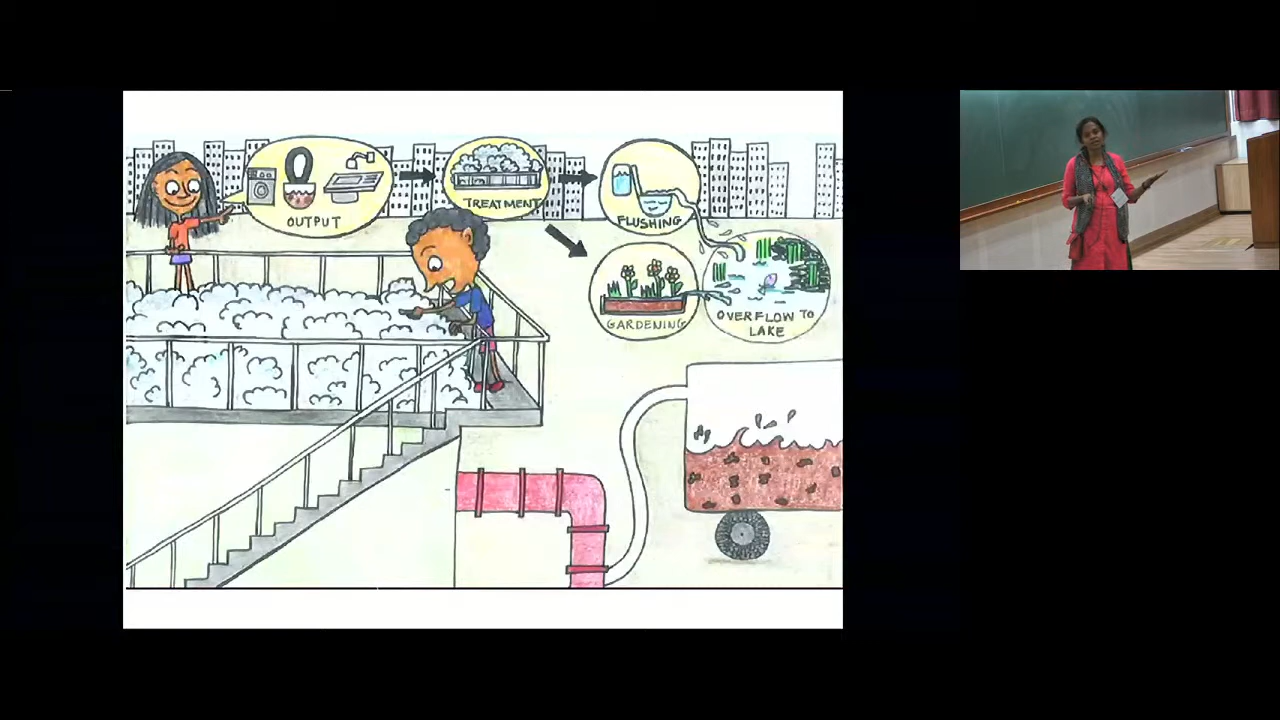 OUTPUT
TREATMENT
FLUSHING
GARDENING
OVERFLOW TO
LAKE